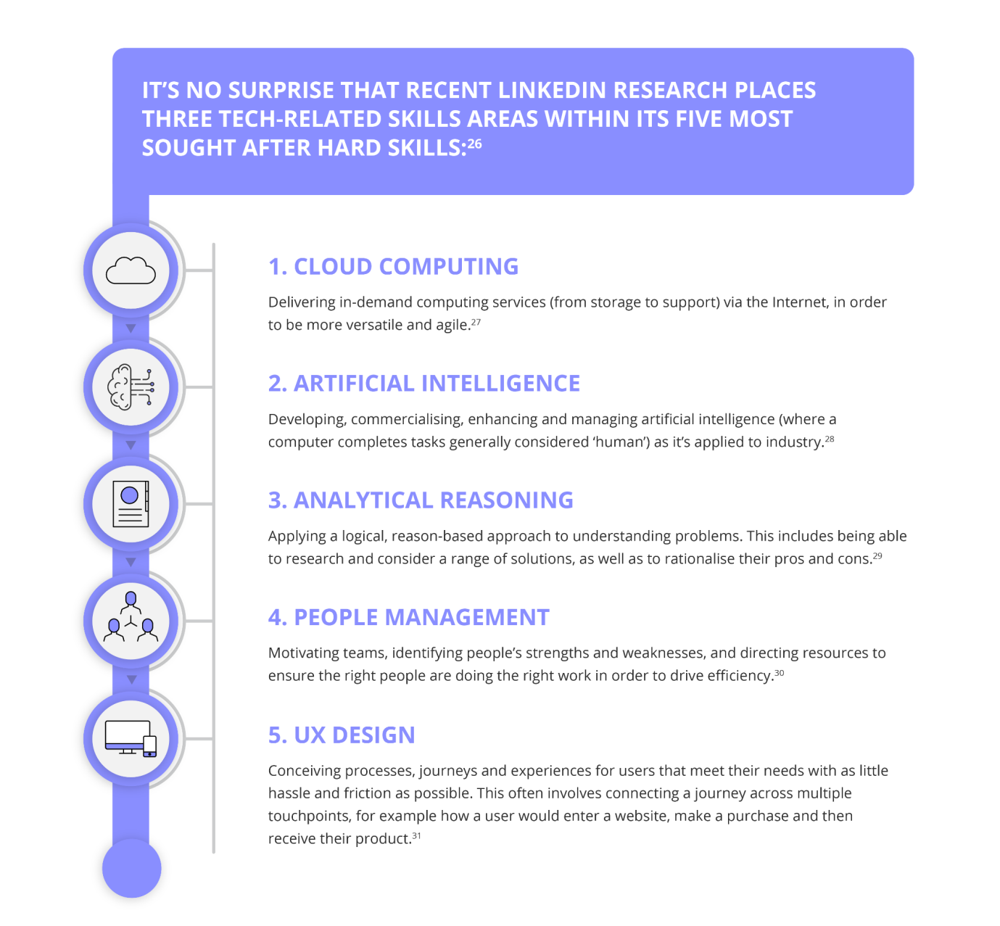 IT’S NO SURPRISE THAT RECENT LINKEDIN RESEARCH PLACES
THREE TECH-RELATED SKILLS AREAS WITHIN ITS FIVE MOST
SOUGHT AFTER HARD SKILLS:26
1. CLOUD COMPUTING
Delivering in-demand computing services (from storage to support) via the Internet, in order
to be more versatile and agile.27
2. ARTIFICIAL INTELLIGENCE
Developing, commercialising, enhancing and managing artificial intelligence (where a
computer completes tasks generally considered ‘human’) as it’s applied to industry.28
3. ANALYTICAL REASONING
Applying a logical, reason-based approach to understanding problems. This includes being able
to research and consider a range of solutions, as well as to rationalise their pros and cons.29
4. PEOPLE MANAGEMENT
Motivating teams, identifying people’s strengths and weaknesses, and directing resources to
ensure the right people are doing the right work in order to drive efficiency.30
5. UX DESIGN
Conceiving processes, journeys and experiences for users that meet their needs with as little
hassle and friction as possible. This often involves connecting a journey across multiple
touchpoints, for example how a user would enter a website, make a purchase and then
receive their product.31